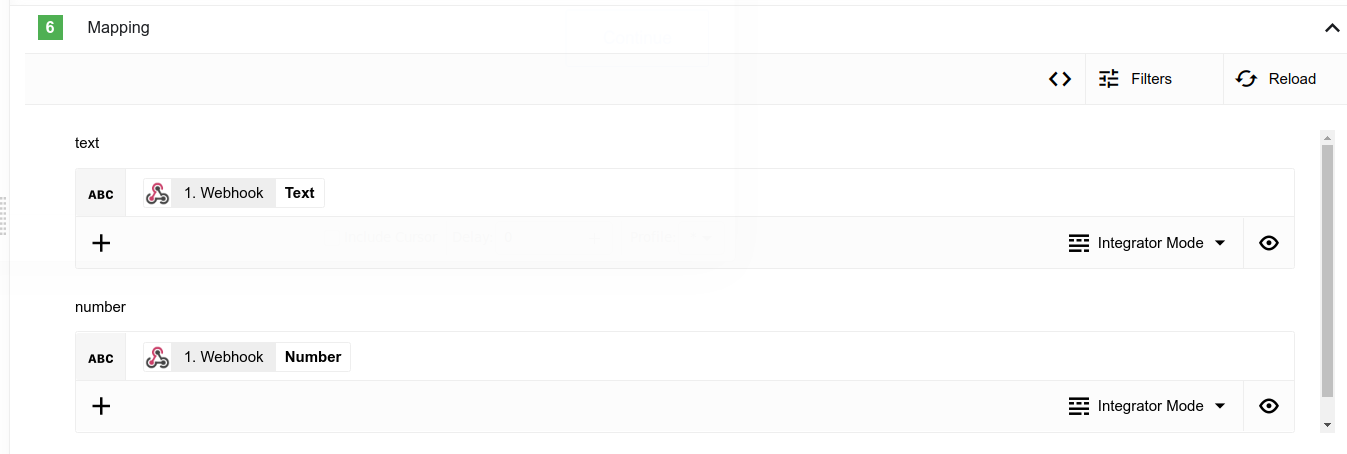 6 Mapping
Filters Reload
text
ABC 1. Webhook Text
Integrator Mode
number
ABC 1. Webhook Number
Integrator Mode